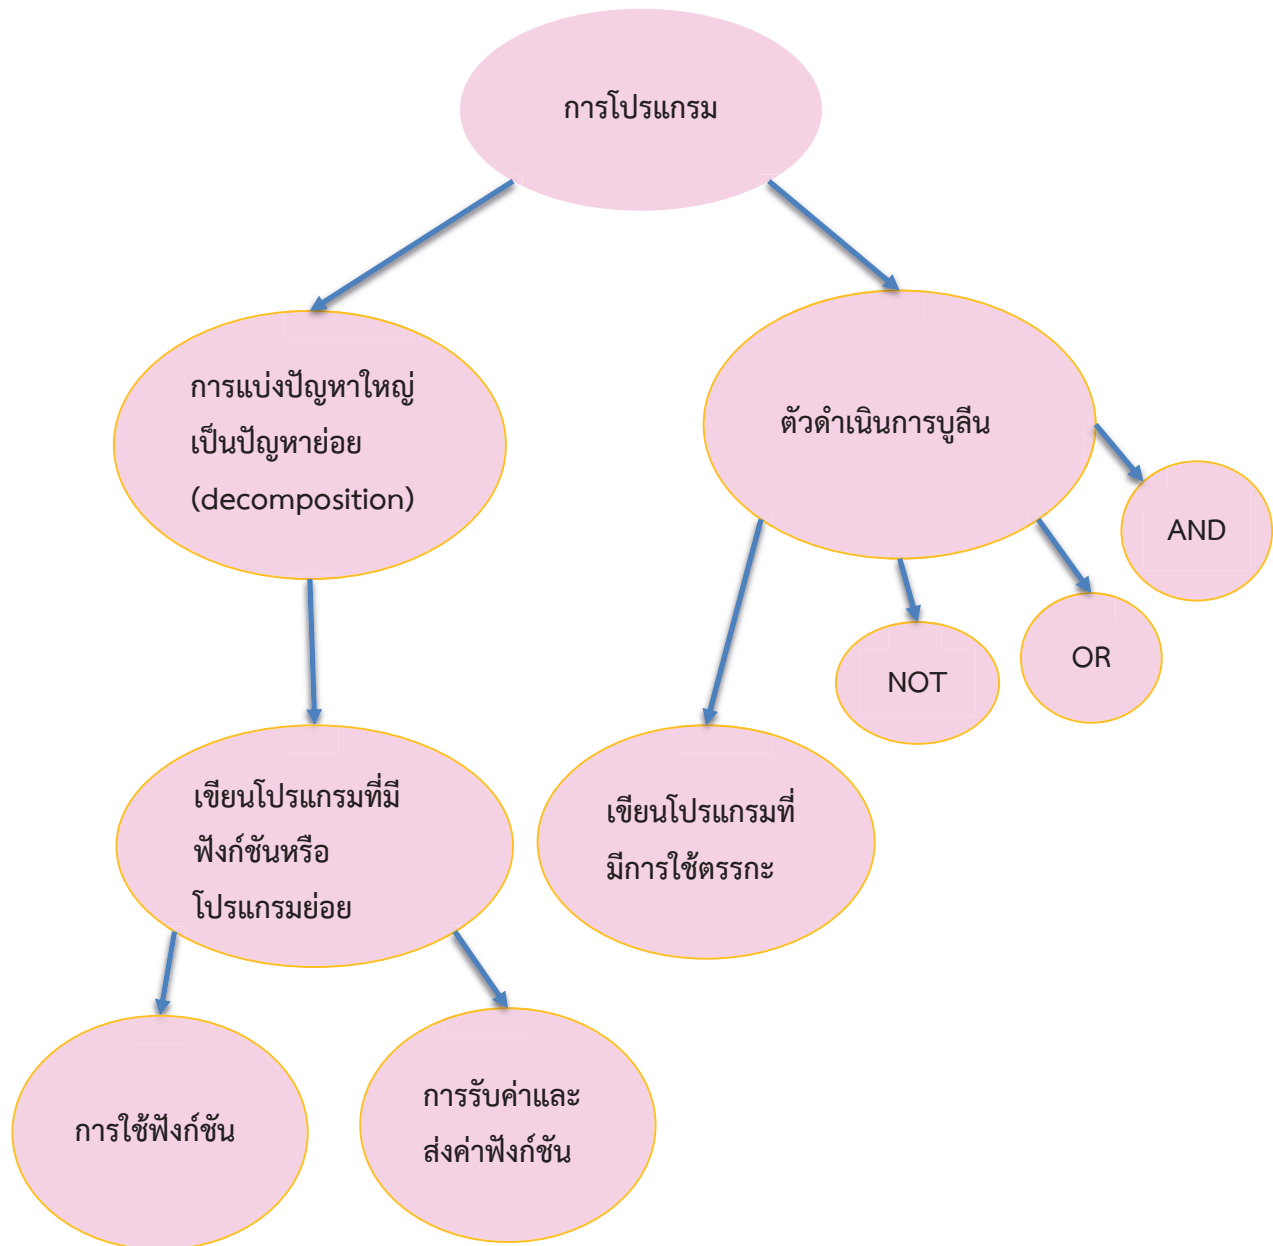 การโปรแกรม
การแบ่งปัญหาใหญ่
เป็นปัญหาย่อย
(decomposition)
ตัวดำเนินการบูลีน
AND
OR
NOT
เขียนโปรแกรมที่มี
ฟังก์ชันหรือ
โปรแกรมย่อย
เขียนโปรแกรมที่
มีการใช้ตรรกะ
การใช้ฟังก์ชัน
การรับค่าและ
ส่งค่าฟังก์ชัน